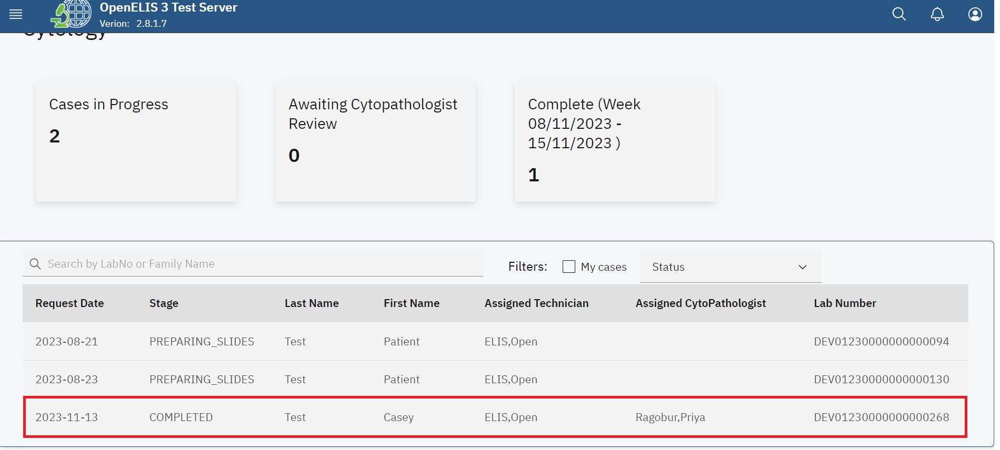 OpenELIS 3 Test Server
Verion: 2.8.1.7
Cytology
Cases in Progress
2
Awaiting Cytopathologist
Review
0
Complete (Week
08/11/2023 -
15/11/2023 )
1
Search by LabNo or Family Name
Filters: My cases Status
Request Date Stage Last Name First Name Assigned Technician Assigned CytoPathologist Lab Number
2023-08-21 PREPARING_SLIDES Test Patient ELIS,Open DEV01230000000000094
2023-08-23 PREPARING_SLIDES Test Patient ELIS,Open DEV01230000000000130
2023-11-13 COMPLETED Test Casey ELIS,Open Ragobur,Priya DEV01230000000000268